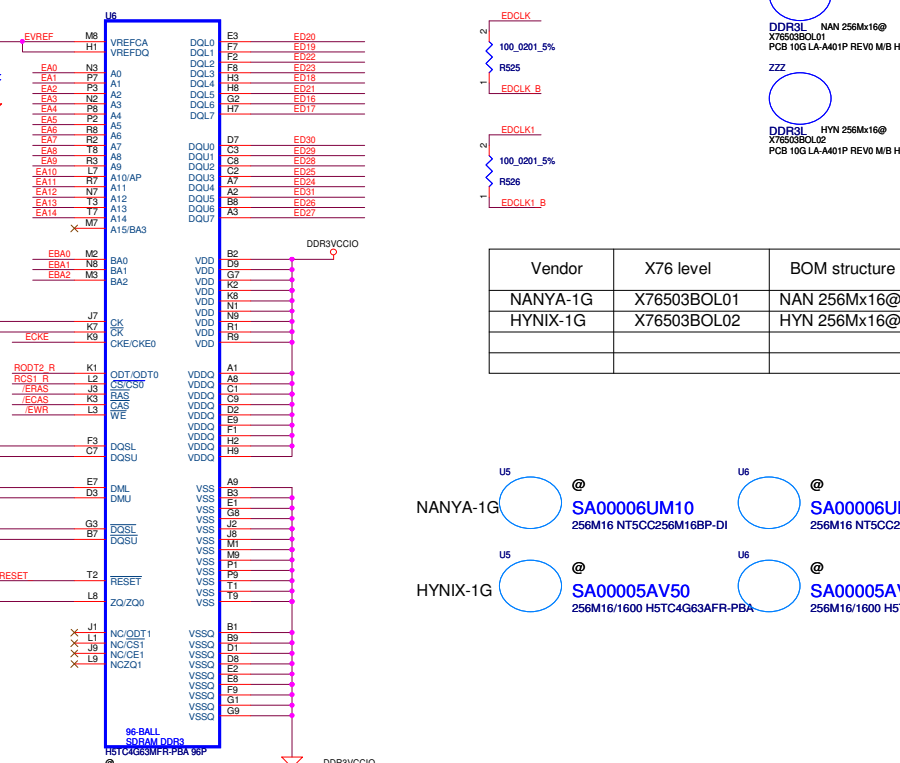 U6
EVREF M8 VREFCA DQL0 E3 ED20
H1 VREFDQ DQL1 F7 ED19
DQL2 F2 ED22
EA0 N3 A0 DQL3 F8 ED23
EA1 P7 A1 DQL4 H3 ED18
EA2 P3 A2 DQL5 H8 ED21
EA3 N2 A3 DQL6 G2 ED16
EA4 P8 A4 DQL7 H7 ED17
EA5 P2 A5
EA6 R8 A6
EA7 R2 A7 DQU0 D7 ED30
EA8 T8 A8 DQU1 C3 ED29
EA9 R3 A9 DQU2 C8 ED28
EA10 L7 A10/AP DQU3 C2 ED25
EA11 R7 A11 DQU4 A7 ED24
EA12 N7 A12 DQU5 A2 ED31
EA13 T3 A13 DQU6 B8 ED26
EA14 T7 A14 DQU7 A3 ED27
M7 A15/BA3
DDR3VCCIO
EBA0 M2 BA0 VDD B2
EBA1 N8 BA1 VDD D9
EBA2 M3 BA2 VDD G7
VDD K2
VDD K8
VDD N1
J7 CK VDD N9
K7 CK VDD R1
ECKE K9 CKE/CKE0 VDD R9
RODT2_R K1 ODT/ODT0 VDDQ A1
RCS1_R L2 CS/CS0 VDDQ A8
/ERAS J3 RAS VDDQ C1
/ECAS K3 CAS VDDQ C9
/EWR L3 WE VDDQ D2
VDDQ E9
VDDQ F1
F3 DQSL VDDQ H2
C7 DQSU VDDQ H9
E7 DML VSS A9
D3 DMU VSS B3
VSS E1
VSS G8
G3 DQSL VSS J2
B7 DQSU VSS J8
VSS M1
VSS M9
VSS P1
RESET T2 RESET VSS P9
VSS T1
L8 ZQ/ZQ0 VSS T9
J1 NC/ODT1 VSSQ B1
L1 NC/CS1 VSSQ B9
J9 NC/CE1 VSSQ D1
L9 NCZQ1 VSSQ D8
VSSQ E2
VSSQ E8
VSSQ F9
VSSQ G1
VSSQ G9
96-BALL
SDRAM DDR3
H5TC4G63MFR-PBA 96P
@
DDR3VCCIO
EDCLK
2
100_0201_5%
R525
1
EDCLK_B
EDCLK1
2
100_0201_5%
R526
1
EDCLK1_B
DDR3L NAN 256Mx16@
X76503BOL01
PCB 10G LA-A401P REV0 M/B H
ZZZ
DDR3L HYN 256Mx16@
X76503BOL02
PCB 10G LA-A401P REV0 M/B H
Vendor X76 level BOM structure
NANYA-1G X76503BOL01 NAN 256Mx16@
HYNIX-1G X76503BOL02 HYN 256Mx16@
U5 U6
@ @
NANYA-1G SA00006UM10 SA00006U
256M16 NT5CC256M16BP-DI 256M16 NT5CC2
U5 U6
@ @
HYNIX-1G SA00005AV50 SA00005AV
256M16/1600 H5TC4G63AFR-PBA 256M16/1600 H5T